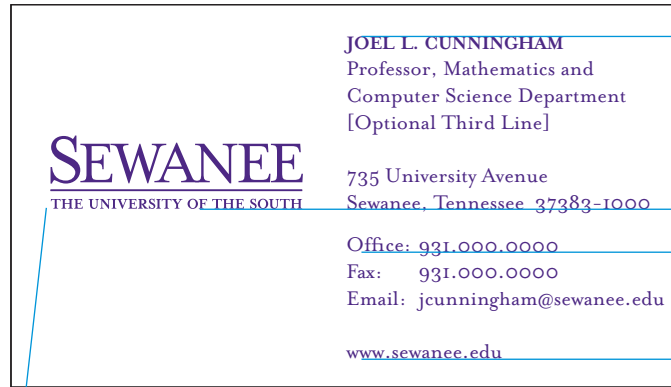 SEWANEE
THE UNIVERSITY OF THE SOUTH
JOEL L. CUNNINGHAM
Professor, Mathematics and
Computer Science Department
[Optional Third Line]
735 University Avenue
Sewanee, Tennessee 37383-1000
Office: 931.000.0000
Fax: 931.000.0000
Email: jcunningham@sewanee.edu
www.sewanee.edu